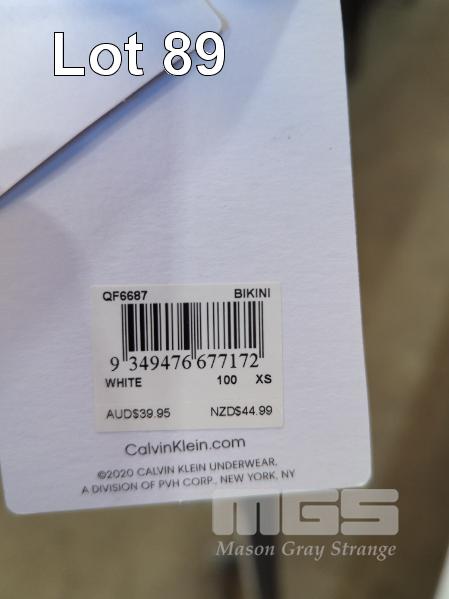 Lot 89
QF6687 BIKINI
9 349476 677172
WHITE 100 XS
AUD$39.95 NZD$44.99
CalvinKlein.com
©2020 CALVIN KLEIN UNDERWEAR,
A DIVISION OF PVH CORP., NEW YORK, NY
MGS
Mason Gray Strange